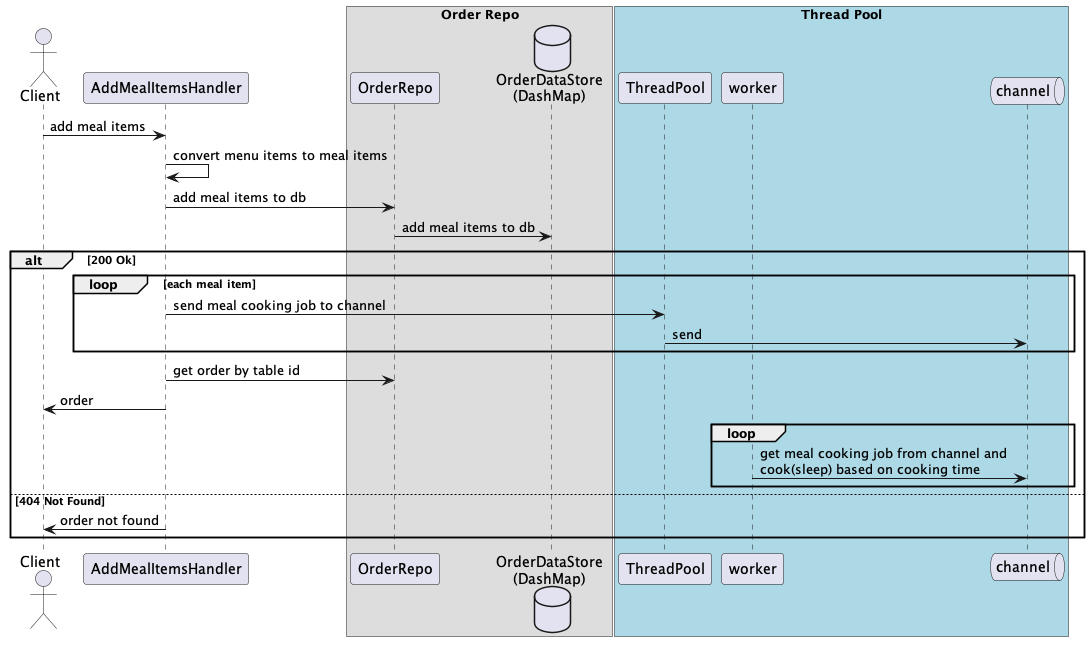 Order Repo
Thread Pool
Client
AddMealItemsHandler
OrderRepo
OrderDataStore
(DashMap)
ThreadPool
worker
channel
add meal items
convert menu items to meal items
add meal items to db
add meal items to db
alt
[200 Ok]
loop
[each meal item]
send meal cooking job to channel
send
get order by table id
order
loop
get meal cooking job from channel and
cook(sleep) based on cooking time
[404 Not Found]
order not found
Client
AddMealItemsHandler
OrderRepo
OrderDataStore
(DashMap)
ThreadPool
worker
channel